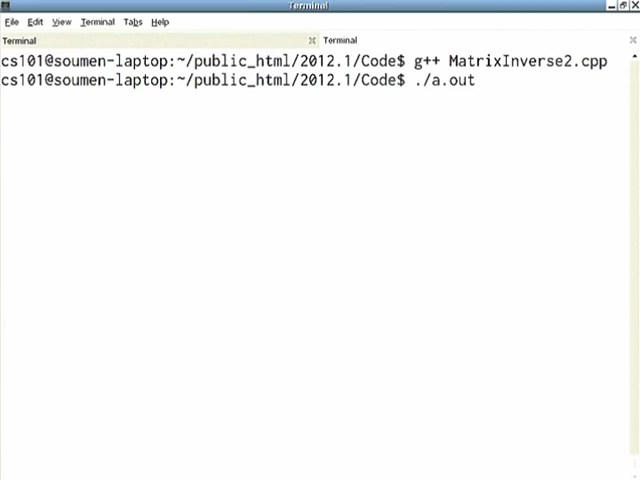 Terminal
File Edit View Terminal Tabs Help
Terminal Terminal
cs101@soumen-laptop:~/public_html/2012.1/Code$ g++ MatrixInverse2.cpp
cs101@soumen-laptop:~/public_html/2012.1/Code$ ./a.out